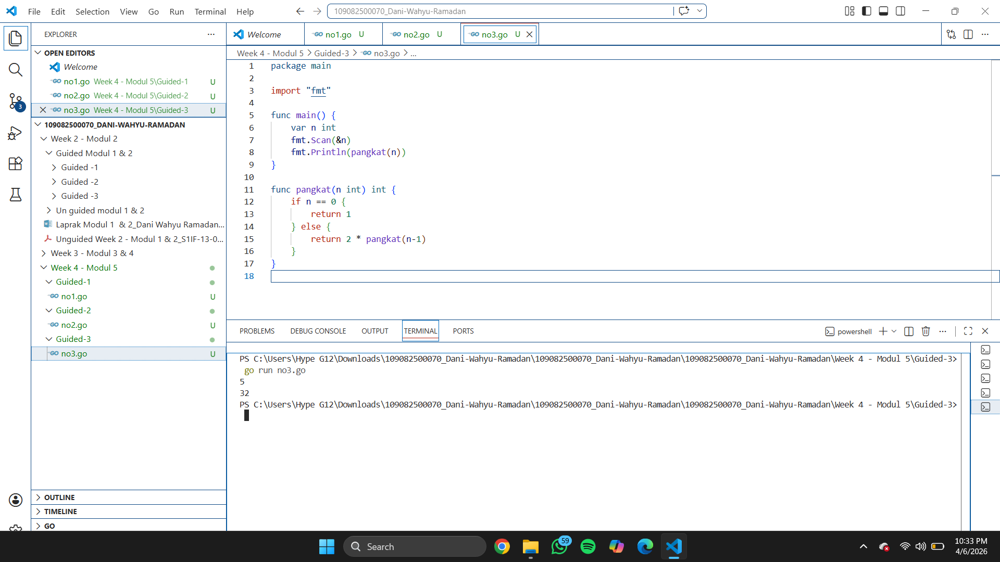 File Edit Selection View Go Run Terminal Help
109082500070_Dani-Wahyu-Ramadan
EXPLORER
OPEN EDITORS
Welcome
no1.go Week 4 - Modul 5\Guided-1 U
no2.go Week 4 - Modul 5\Guided-2 U
no3.go Week 4 - Modul 5\Guided-3 U
109082500070_DANI-WAHYU-RAMADAN
Week 2 - Modul 2
Guided Modul 1 & 2
Guided -1
Guided -2
Guided -3
Un guided modul 1 & 2
Laprak Modul 1  & 2_Dani Wahyu Ramadan...
Unguided Week 2 - Modul 1 & 2_S1IF-13-0...
Week 3 - Modul 3 & 4
Week 4 - Modul 5
Guided-1
no1.go U
Guided-2
no2.go U
Guided-3
no3.go U
OUTLINE
TIMELINE
GO
3
Welcome no1.go U no2.go U no3.go U
Week 4 - Modul 5 > Guided-3 > no3.go > ...
1 package main
2
3 import "fmt"
4
5 func main() {
6     var n int
7     fmt.Scan(&n)
8     fmt.Println(pangkat(n))
9 }
10
11 func pangkat(n int) int {
12     if n == 0 {
13         return 1
14     } else {
15         return 2 * pangkat(n-1)
16     }
17 }
18
PROBLEMS DEBUG CONSOLE OUTPUT TERMINAL PORTS
powershell
PS C:\Users\Hype G12\Downloads\109082500070_Dani-Wahyu-Ramadan\109082500070_Dani-Wahyu-Ramadan\109082500070_Dani-Wahyu-Ramadan\Week 4 - Modul 5\Guided-3>
go run no3.go
5
32
PS C:\Users\Hype G12\Downloads\109082500070_Dani-Wahyu-Ramadan\109082500070_Dani-Wahyu-Ramadan\109082500070_Dani-Wahyu-Ramadan\Week 4 - Modul 5\Guided-3>
Search
59
10:33 PM
4/6/2026